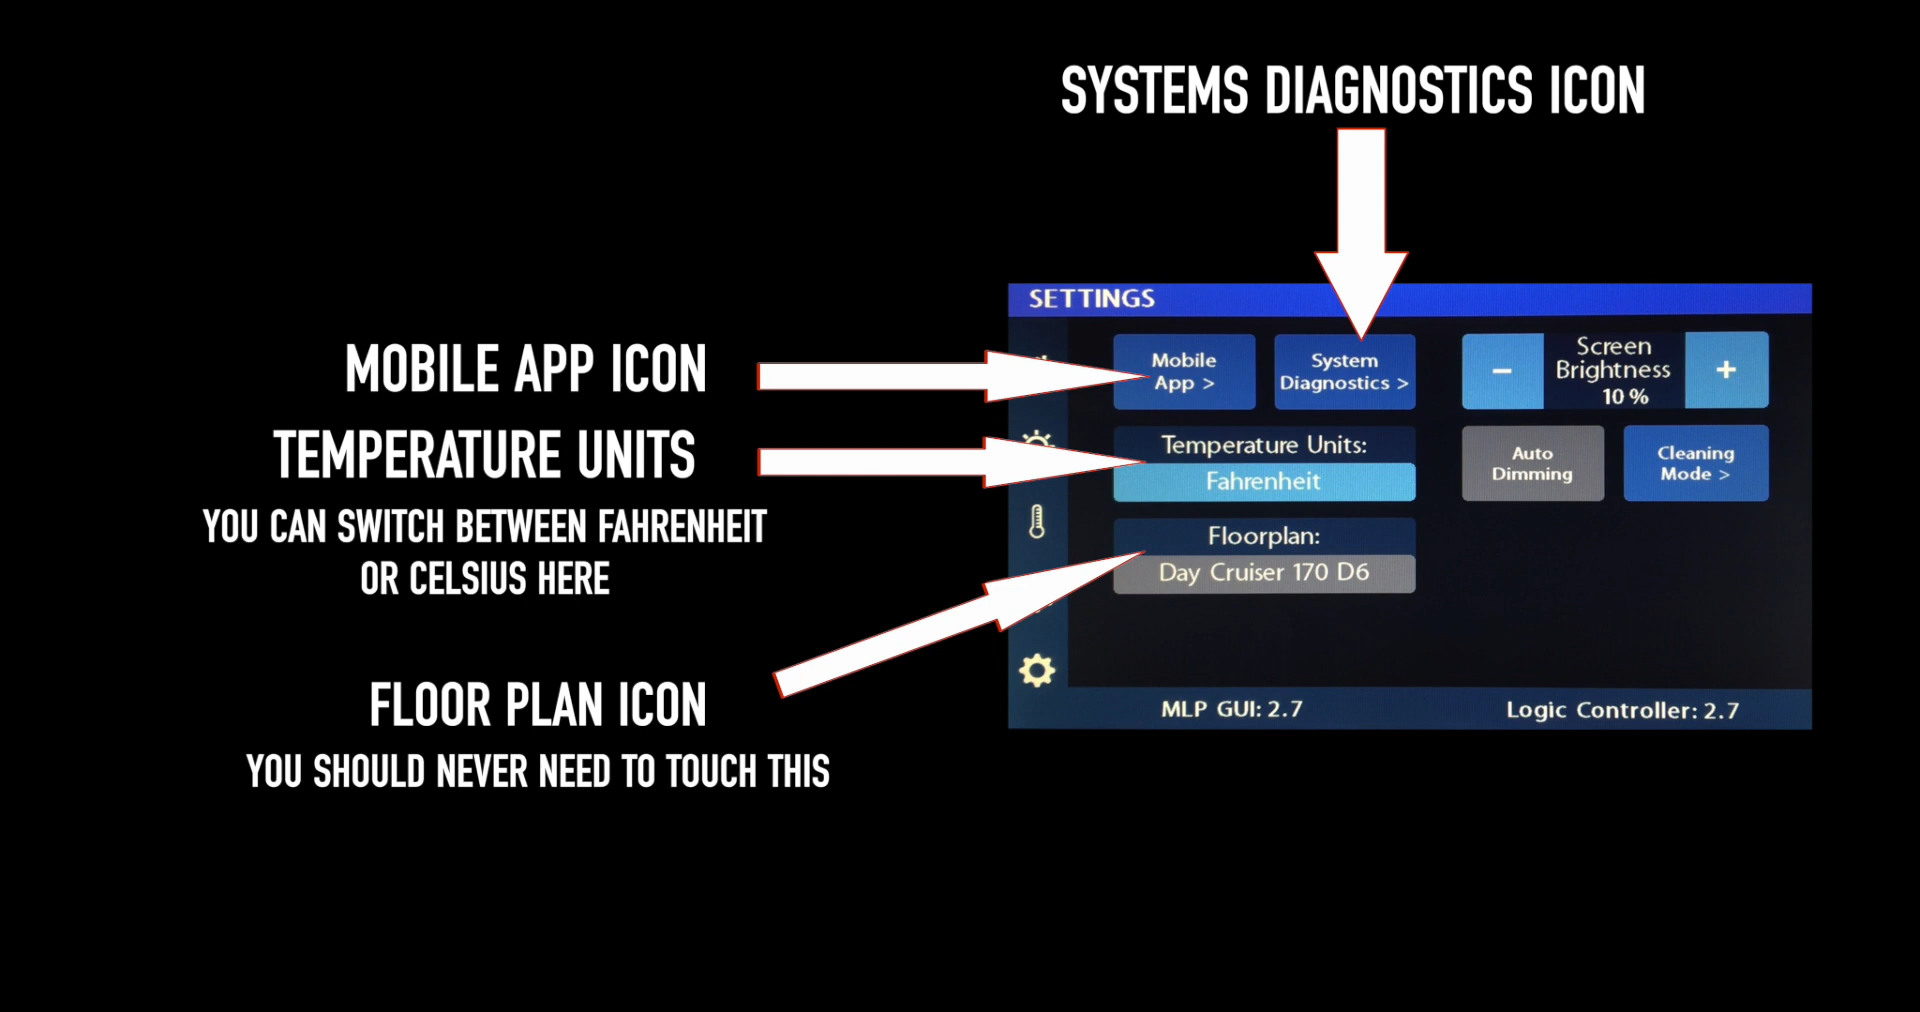 SYSTEMS DIAGNOSTICS ICON
MOBILE APP ICON
TEMPERATURE UNITS
YOU CAN SWITCH BETWEEN FAHRENHEIT
OR CELSIUS HERE
FLOOR PLAN ICON
YOU SHOULD NEVER NEED TO TOUCH THIS
SETTINGS
Mobile
App >
System
Diagnostics >
–
Screen
Brightness
10 %
+
Temperature Units:
Fahrenheit
Auto
Dimming
Cleaning
Mode >
Floorplan:
Day Cruiser 170 D6
MLP GUI: 2.7
Logic Controller: 2.7